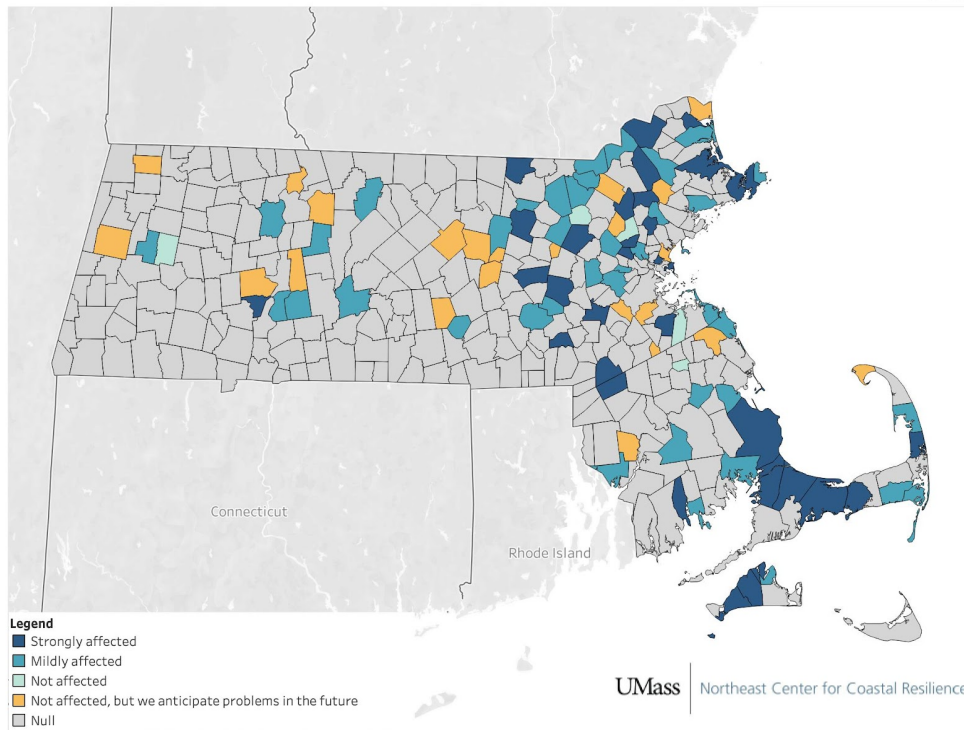 Connecticut
Rhode Island
Legend
Strongly affected
Mildly affected
Not affected
Not affected, but we anticipate problems in the future
Null
UMass
Northeast Center for Coastal Resilience